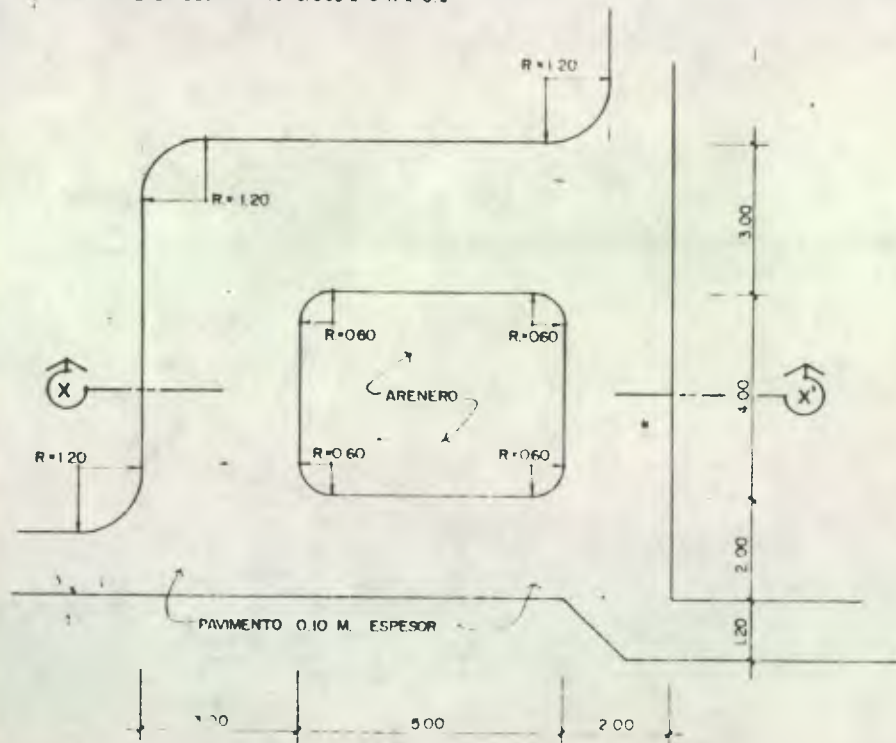 R=1.20
R=1.20
3.00
R=0.60
R=0.60
X
ARENERO
4.00
X'
R=1.20
R=0.60
R=0.60
2.00
PAVIMENTO 0.10 M. ESPESOR
1.20
5.00
2.00